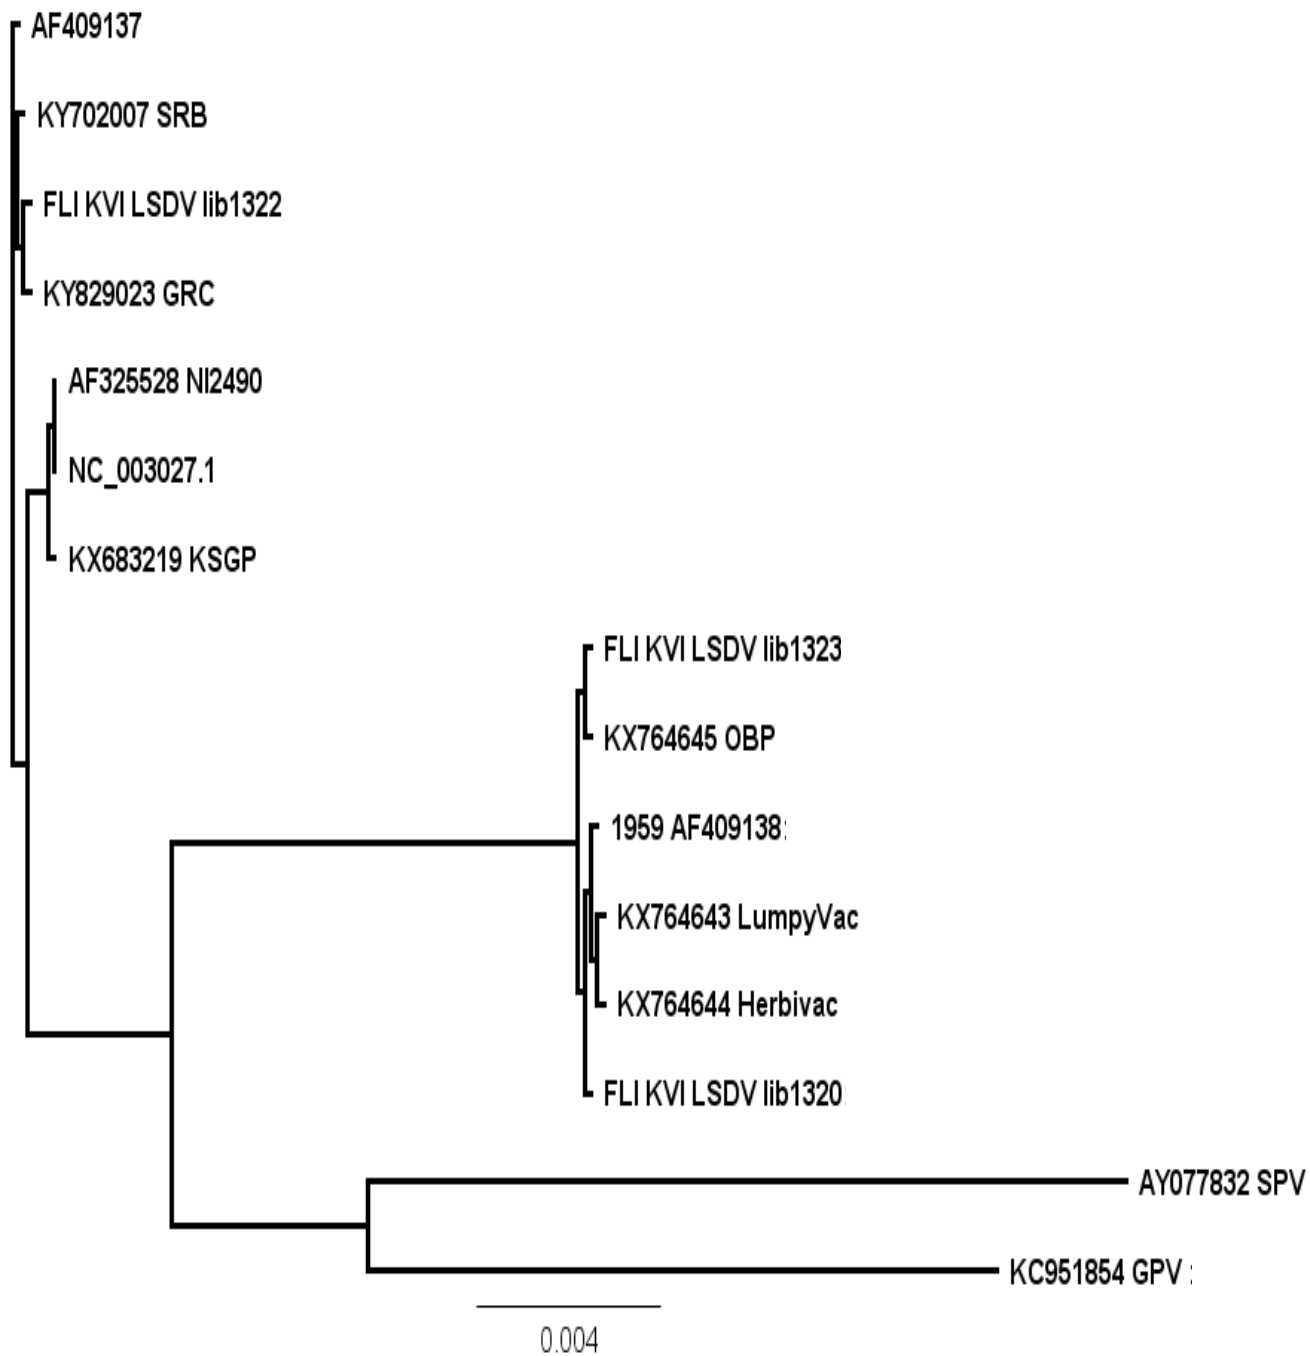 AF409137
KY702007 SRB
FLI KVI LSDV lib1322
KY829023 GRC
AF325528 NI2490
NC_003027.1
KX683219 KSGP
FLI KVI LSDV lib1323
KX764645 OBP
1959 AF409138:
KX764643 LumpyVac
KX764644 Herbivac
FLI KVI LSDV lib1320
AY077832 SPV
KC951854 GPV :
0.004